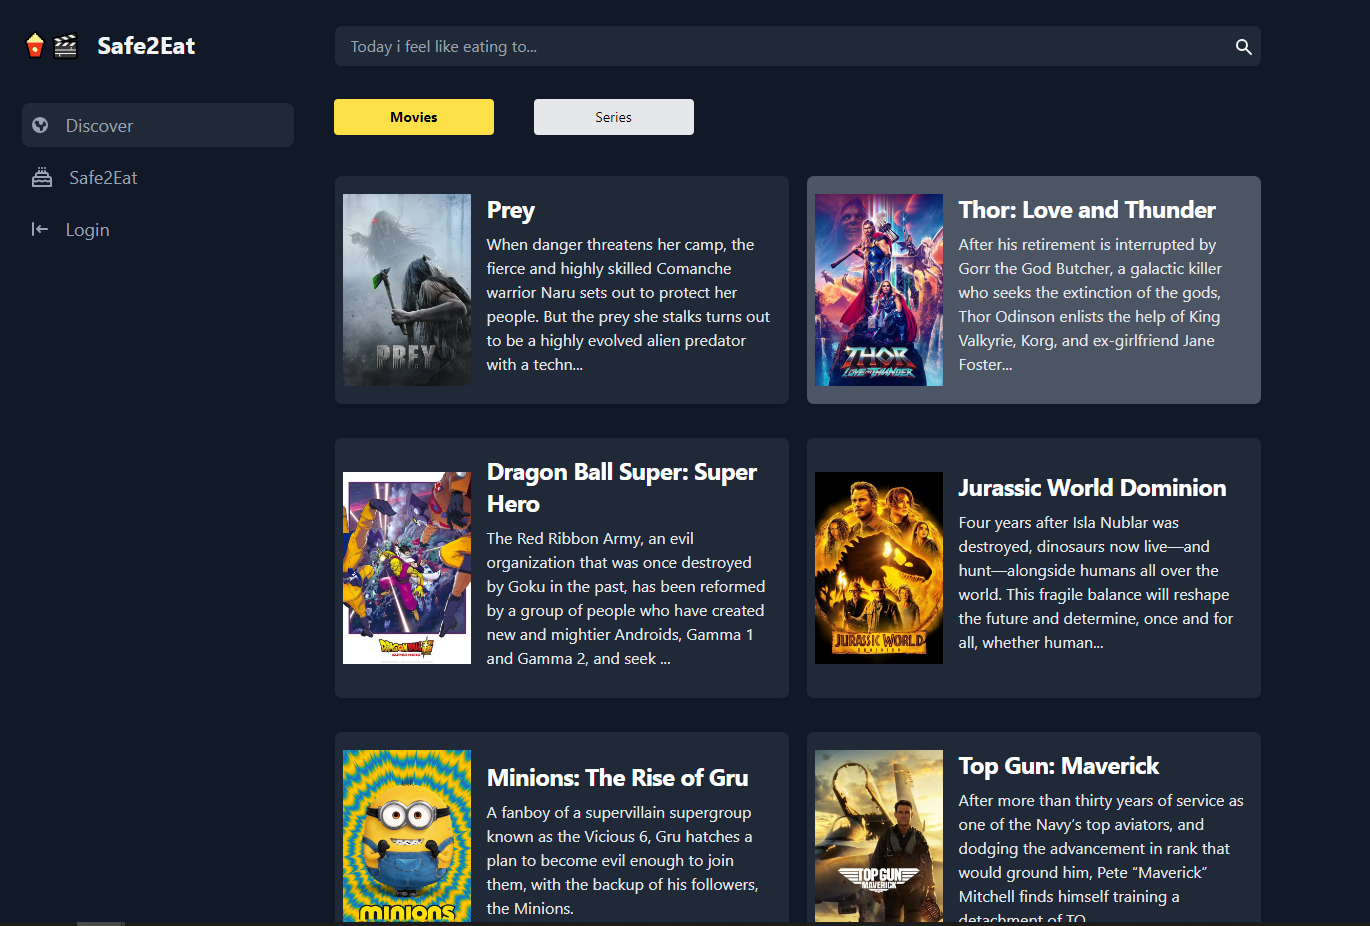 Safe2Eat
Today i feel like eating to...
Discover
Safe2Eat
Login
Movies
Series
PREY
Prey
When danger threatens her camp, the
fierce and highly skilled Comanche
warrior Naru sets out to protect her
people. But the prey she stalks turns out
to be a highly evolved alien predator
with a techn...
THOR
LOVE AND THUNDER
Thor: Love and Thunder
After his retirement is interrupted by
Gorr the God Butcher, a galactic killer
who seeks the extinction of the gods,
Thor Odinson enlists the help of King
Valkyrie, Korg, and ex-girlfriend Jane
Foster...
Dragon Ball Super: Super
Hero
The Red Ribbon Army, an evil
organization that was once destroyed
by Goku in the past, has been reformed
by a group of people who have created
new and mightier Androids, Gamma 1
and Gamma 2, and seek ...
JURASSIC WORLD
DOMINION
Jurassic World Dominion
Four years after Isla Nublar was
destroyed, dinosaurs now live—and
hunt—alongside humans all over the
world. This fragile balance will reshape
the future and determine, once and for
all, whether human...
MINIONS
Minions: The Rise of Gru
A fanboy of a supervillain supergroup
known as the Vicious 6, Gru hatches a
plan to become evil enough to join
them, with the backup of his followers,
the Minions.
TOP GUN
MAVERICK
Top Gun: Maverick
After more than thirty years of service as
one of the Navy’s top aviators, and
dodging the advancement in rank that
would ground him, Pete “Maverick”
Mitchell finds himself training a
detachment of TO